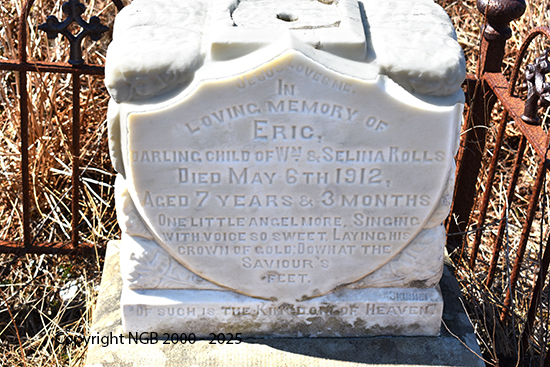 JESUS LOVES ME.
IN
LOVING MEMORY OF
ERIC,
DARLING CHILD OF WM & SELINA ROLLS
DIED MAY 6TH 1912,
AGED 7 YEARS & 3 MONTHS
ONE LITTLE ANGEL MORE, SINGING
WITH VOICE SO SWEET, LAYING HIS
CROWN OF GOLD, DOWN AT THE
SAVIOUR'S
FEET.
OF SUCH IS THE KINGDOM OF HEAVEN.
Copyright NGB 2000 - 2025